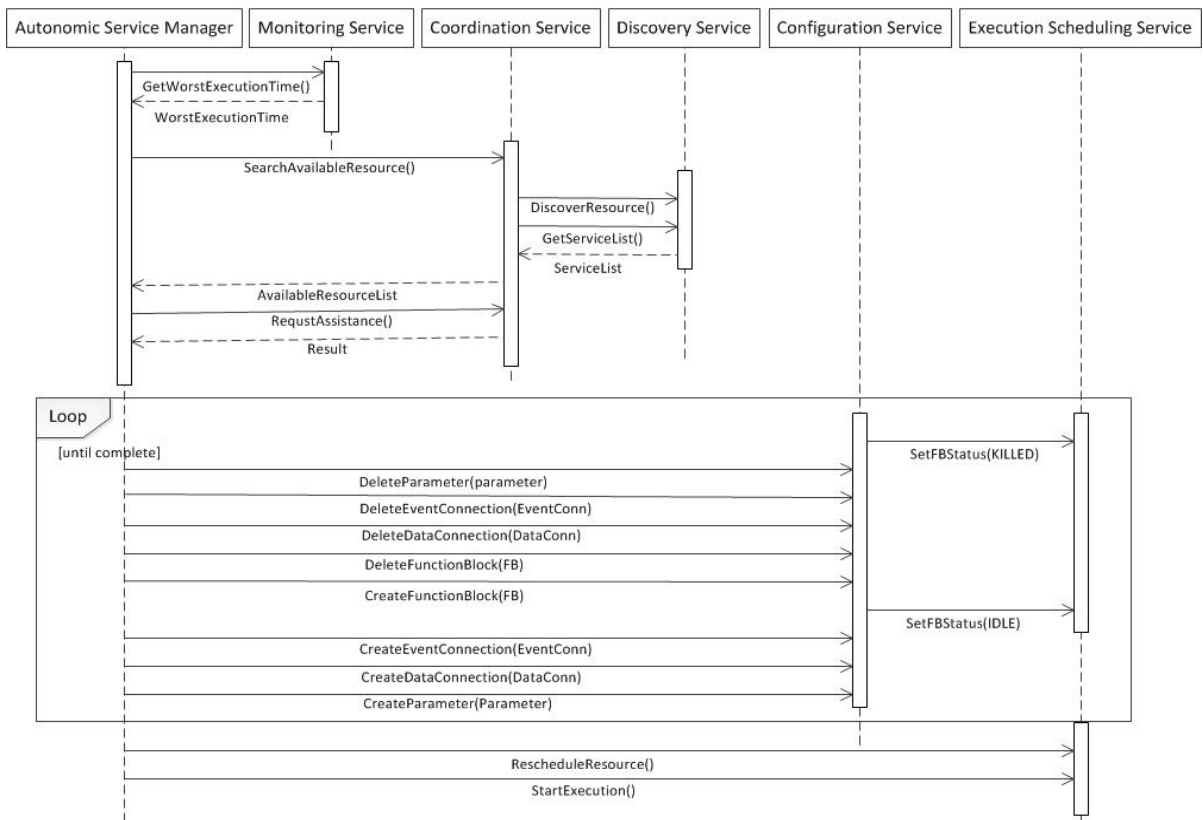 Autonomic Service Manager
Monitoring Service
Coordination Service
Discovery Service
Configuration Service
Execution Scheduling Service
GetWorstExecutionTime()
WorstExecutionTime
SearchAvailableResource()
DiscoverResource()
GetServiceList()
ServiceList
AvailableResourceList
RequstAssistance()
Result
Loop
[until complete]
SetFBStatus(KILLED)
DeleteParameter(parameter)
DeleteEventConnection(EventConn)
DeleteDataConnection(DataConn)
DeleteFunctionBlock(FB)
CreateFunctionBlock(FB)
SetFBStatus(IDLE)
CreateEventConnection(EventConn)
CreateDataConnection(DataConn)
CreateParameter(Parameter)
RescheduleResource()
StartExecution()